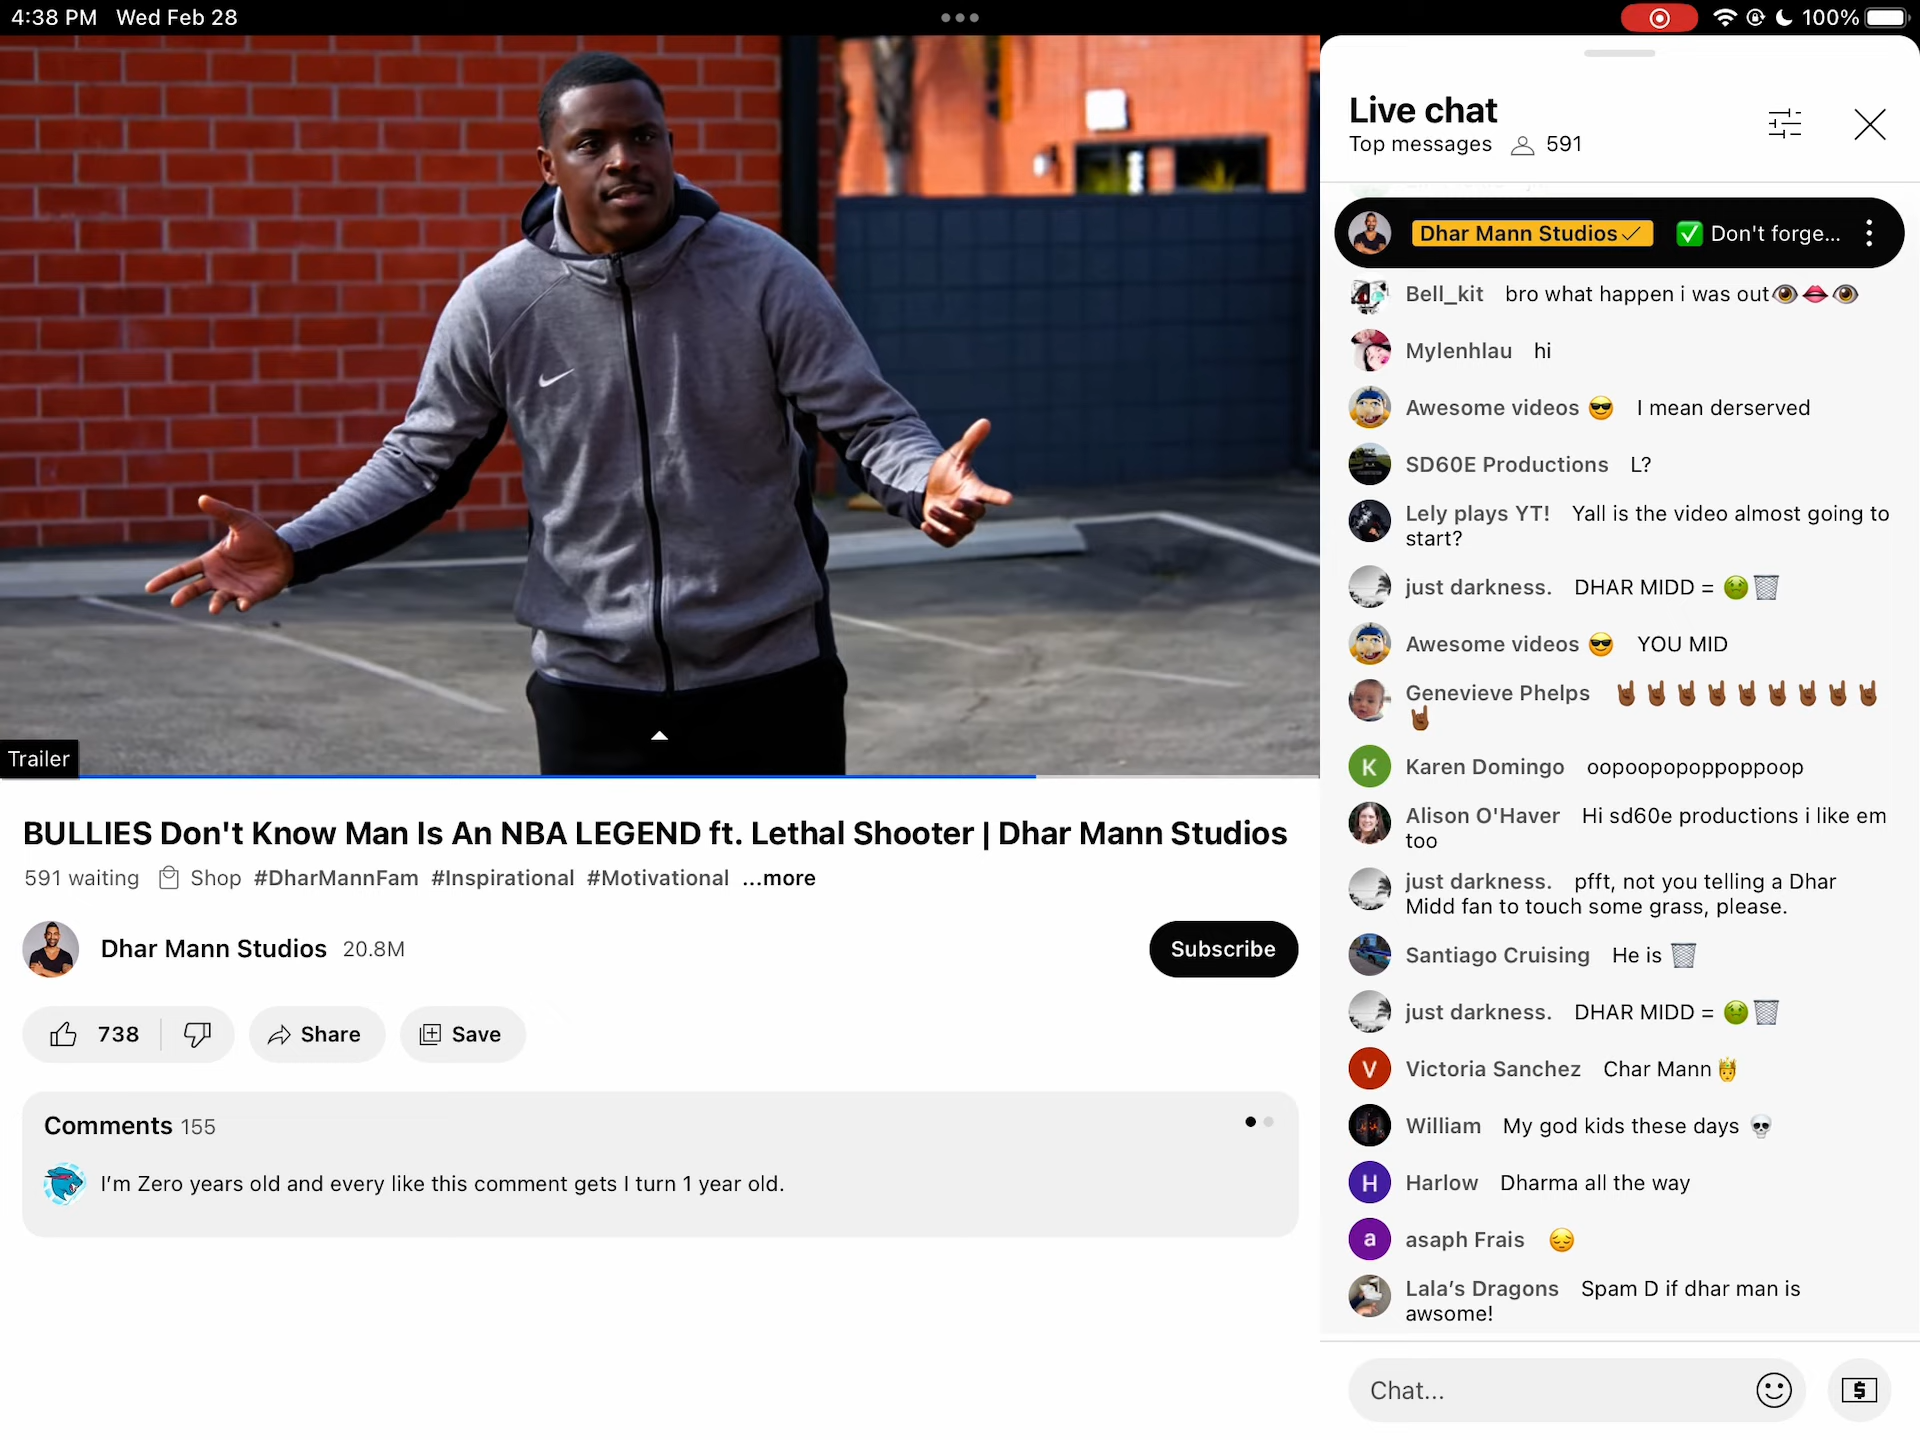 4:38 PM Wed Feb 28
100%
Trailer
BULLIES Don't Know Man Is An NBA LEGEND ft. Lethal Shooter | Dhar Mann Studios
591 waiting Shop #DharMannFam #Inspirational #Motivational ...more
Dhar Mann Studios 20.8M
Subscribe
738
Share
Save
Comments 155
I'm Zero years old and every like this comment gets I turn 1 year old.
Live chat
Top messages 591
Dhar Mann Studios ✓ ✅ Don't forge...
Bell_kit bro what happen i was out👁️👄👁️
Mylenhlau hi
Awesome videos 😎 I mean derserved
SD60E Productions L?
Lely plays YT! Yall is the video almost going to
start?
just darkness. DHAR MIDD = 🤢🗑️
Awesome videos 😎 YOU MID
Genevieve Phelps 🤘🏾🤘🏾🤘🏾🤘🏾🤘🏾🤘🏾🤘🏾🤘🏾🤘🏾
🤘🏾
K Karen Domingo oopoopopoppoppoop
Alison O'Haver Hi sd60e productions i like em
too
just darkness. pfft, not you telling a Dhar
Midd fan to touch some grass, please.
Santiago Cruising He is 🗑️
just darkness. DHAR MIDD = 🤢🗑️
V Victoria Sanchez Char Mann 🤴
William My god kids these days 💀
H Harlow Dharma all the way
a asaph Frais 😔
Lala's Dragons Spam D if dhar man is
awsome!
Chat...
$